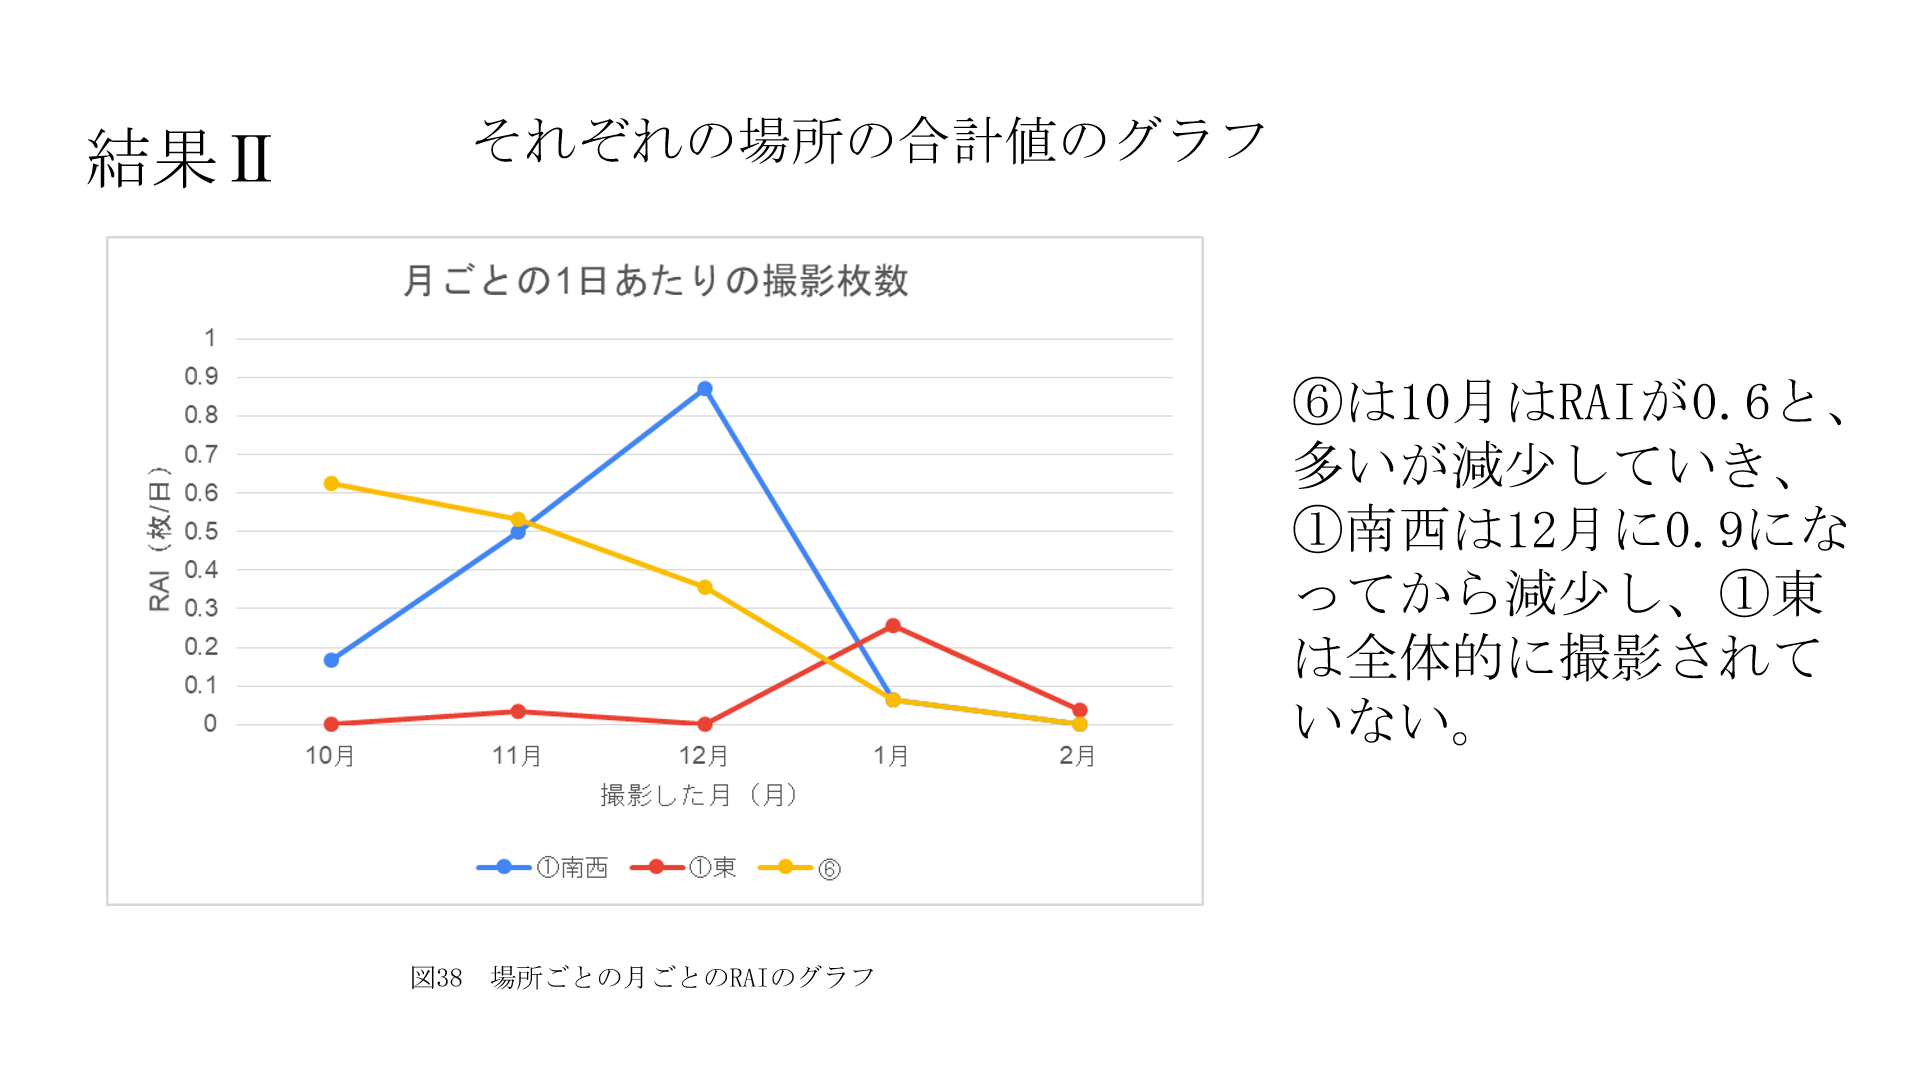 結果Ⅱ
それぞれの場所の合計値のグラフ
月ごとの1日あたりの撮影枚数
1
0.9
0.8
0.7
0.6
0.5
0.4
0.3
0.2
0.1
0
RAI（枚/日）
10月
11月
12月
1月
2月
撮影した月（月）
①南西
①東
⑥
図38　場所ごとの月ごとのRAIのグラフ
⑥は10月はRAIが0.6と、
多いが減少していき、
①南西は12月に0.9にな
ってから減少し、①東
は全体的に撮影されて
いない。